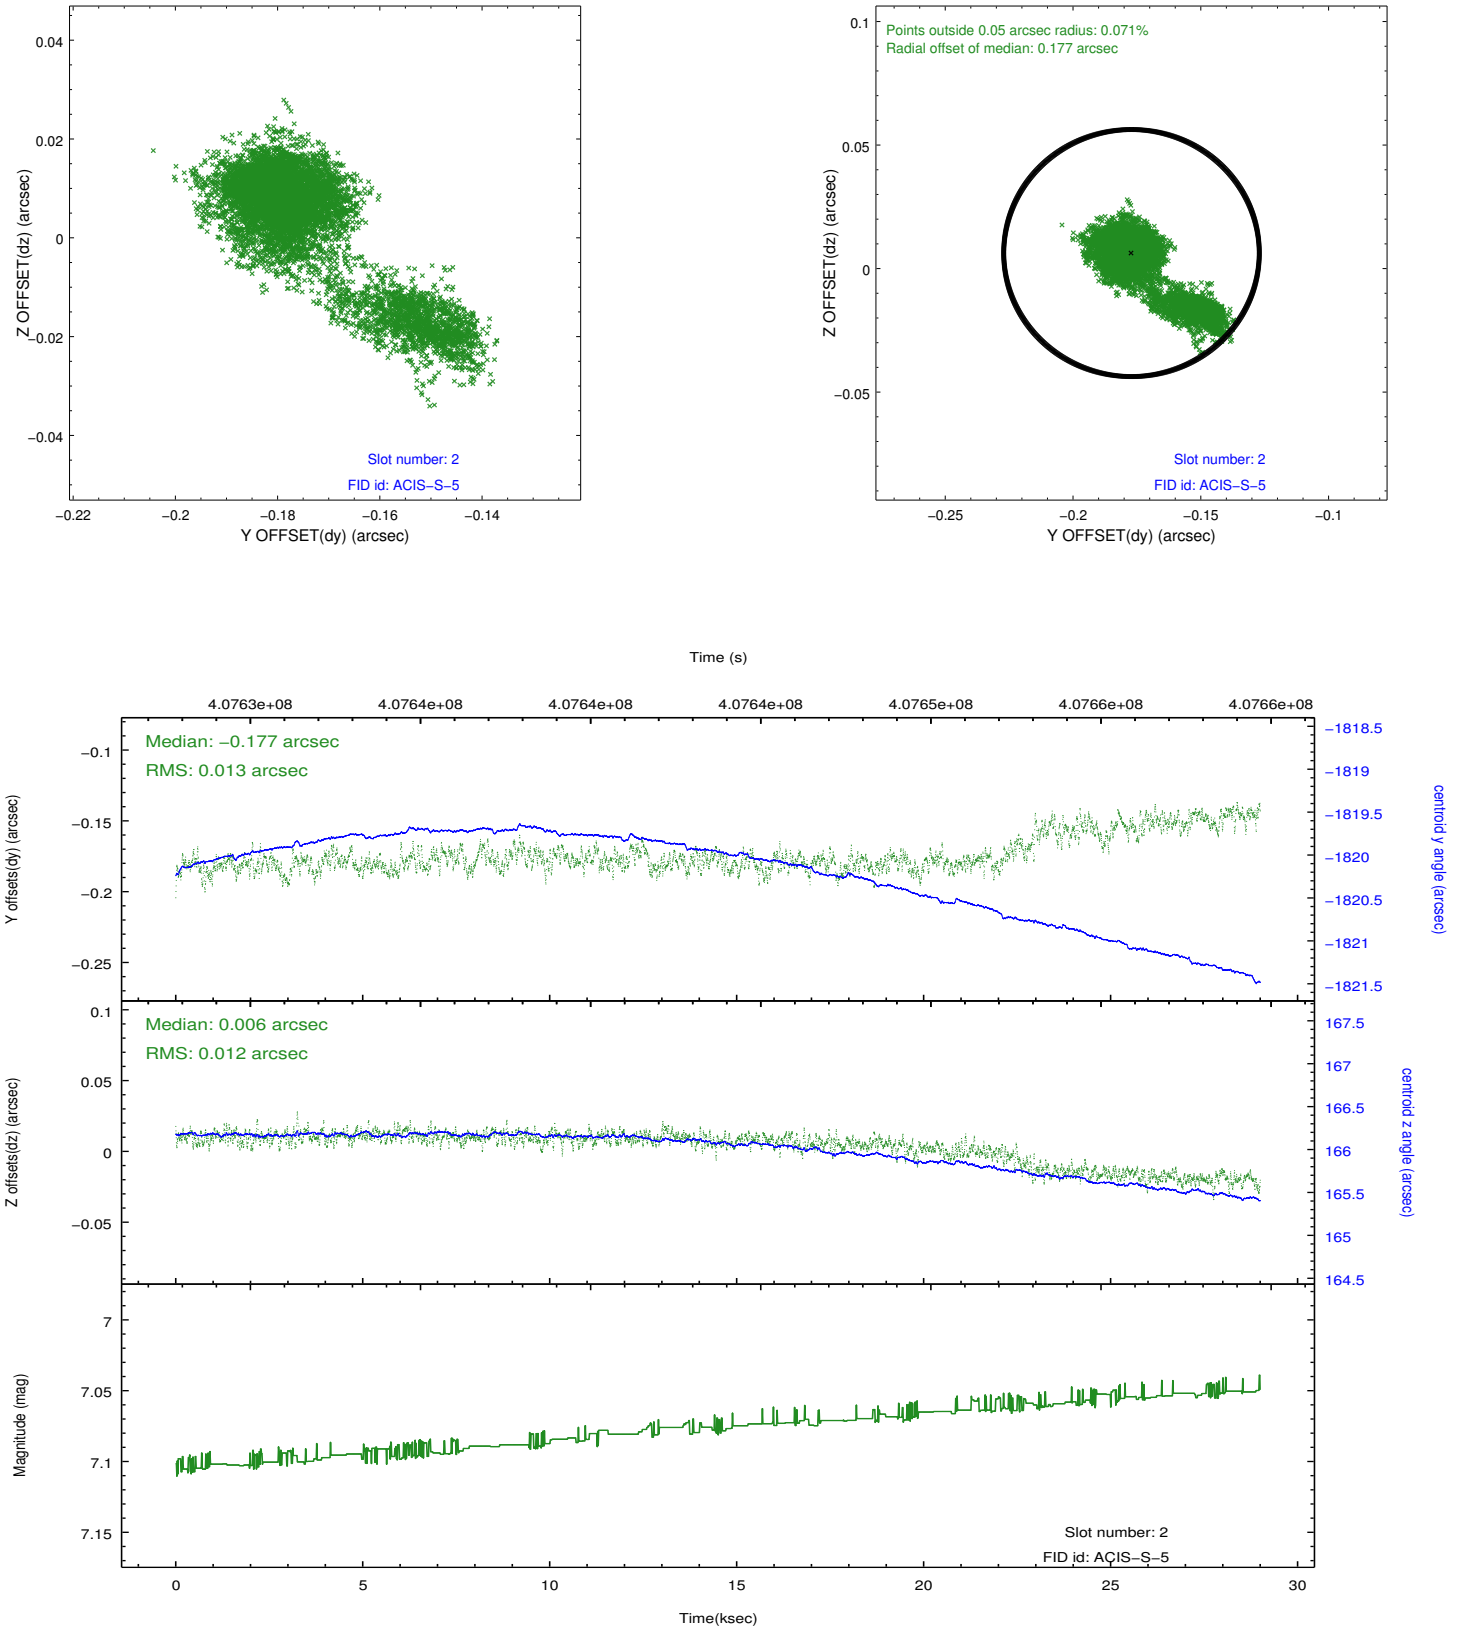 0.04
0.02
0
−0.02
−0.04
Z OFFSET(dz) (arcsec)
Slot number: 2
FID id: ACIS−S−5
−0.22
−0.2
−0.18
−0.16
−0.14
Y OFFSET(dy) (arcsec)
Points outside 0.05 arcsec radius: 0.071%
Radial offset of median: 0.177 arcsec
0.1
0.05
0
−0.05
Z OFFSET(dz) (arcsec)
Slot number: 2
FID id: ACIS−S−5
−0.25
−0.2
−0.15
−0.1
Y OFFSET(dy) (arcsec)
Time (s)
4.0763e+08
4.0764e+08
4.0764e+08
4.0764e+08
4.0765e+08
4.0766e+08
4.0766e+08
Median: −0.177 arcsec
RMS: 0.013 arcsec
−0.1
−0.15
−0.2
−0.25
Y offsets(dy) (arcsec)
−1818.5
−1819
−1819.5
−1820
−1820.5
−1821
−1821.5
centroid y angle (arcsec)
Median: 0.006 arcsec
RMS: 0.012 arcsec
0.1
0.05
0
−0.05
Z offsets(dz) (arcsec)
167.5
167
166.5
166
165.5
165
164.5
centroid z angle (arcsec)
7
7.05
7.1
7.15
Magnitude (mag)
Slot number: 2
FID id: ACIS−S−5
0
5
10
15
20
25
30
Time(ksec)